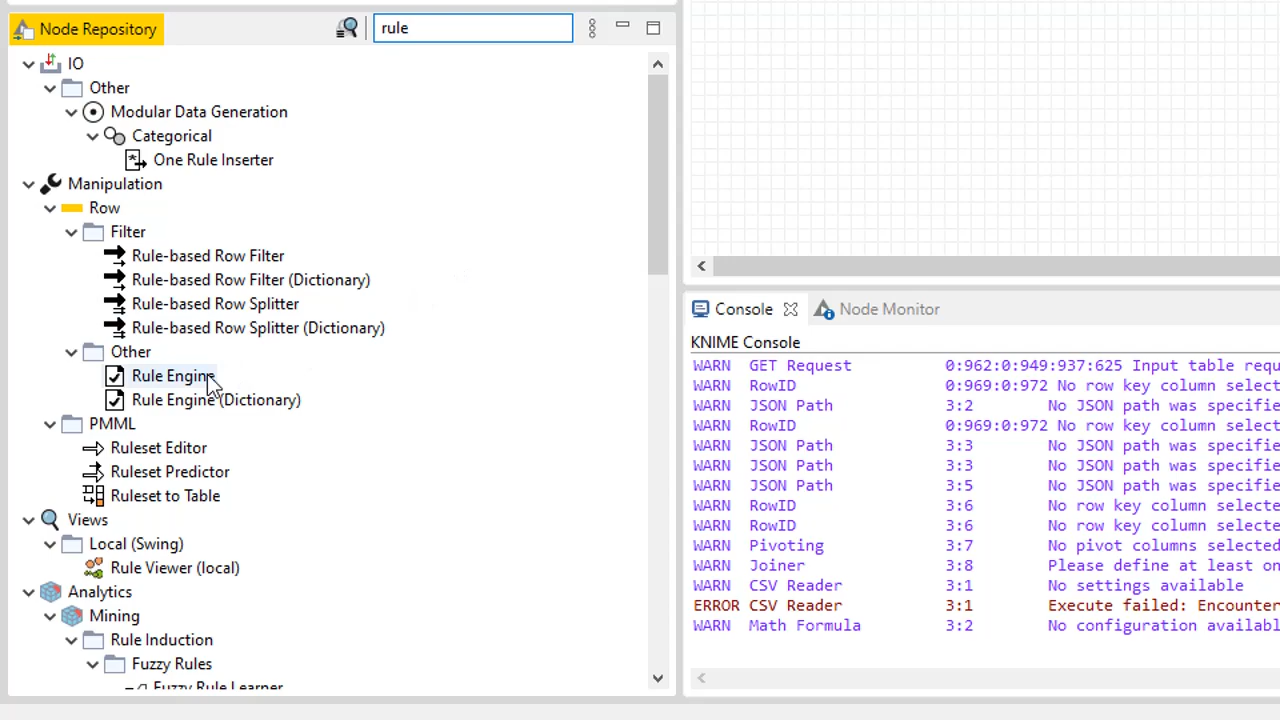 Node Repository
rule
IO
Other
Modular Data Generation
Categorical
One Rule Inserter
Manipulation
Row
Filter
Rule-based Row Filter
Rule-based Row Filter (Dictionary)
Rule-based Row Splitter
Rule-based Row Splitter (Dictionary)
Other
Rule Engine
Rule Engine (Dictionary)
PMML
Ruleset Editor
Ruleset Predictor
Ruleset to Table
Views
Local (Swing)
Rule Viewer (local)
Analytics
Mining
Rule Induction
Fuzzy Rules
Fuzzy Rule Learner
Console Node Monitor
KNIME Console
WARN GET Request 0:962:0:949:937:625 Input table requ
WARN RowID 0:969:0:972 No row key column select
WARN JSON Path 3:2 No JSON path was specifie
WARN RowID 0:969:0:972 No row key column select
WARN JSON Path 3:3 No JSON path was specifie
WARN JSON Path 3:3 No JSON path was specifie
WARN JSON Path 3:5 No JSON path was specifie
WARN RowID 3:6 No row key column selecte
WARN RowID 3:6 No row key column selecte
WARN Pivoting 3:7 No pivot columns selected
WARN Joiner 3:8 Please define at least on
WARN CSV Reader 3:1 No settings available
ERROR CSV Reader 3:1 Execute failed: Encounter
WARN Math Formula 3:2 No configuration availabl